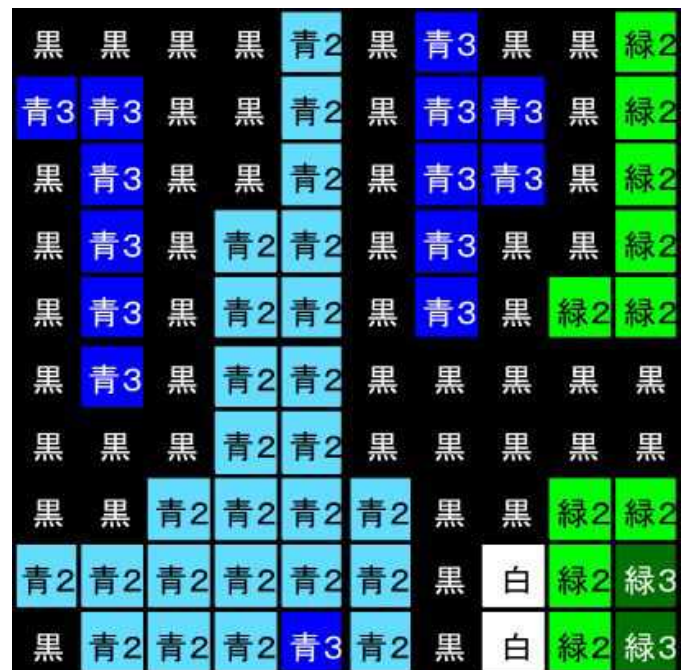 黒 黒 黒 黒 青2 黒 青3 黒 黒 緑2
青3 青3 黒 黒 青2 黒 青3 青3 黒 緑2
黒 青3 黒 黒 青2 黒 青3 青3 黒 緑2
黒 青3 黒 青2 青2 黒 青3 黒 黒 緑2
黒 青3 黒 青2 青2 黒 青3 黒 緑2 緑2
黒 青3 黒 青2 青2 黒 黒 黒 黒 黒
黒 黒 黒 青2 青2 黒 黒 黒 黒 黒
黒 黒 青2 青2 青2 青2 黒 黒 緑2 緑2
青2 青2 青2 青2 青2 青2 黒 白 緑2 緑3
黒 青2 青2 青2 青3 青2 黒 白 緑2 緑3